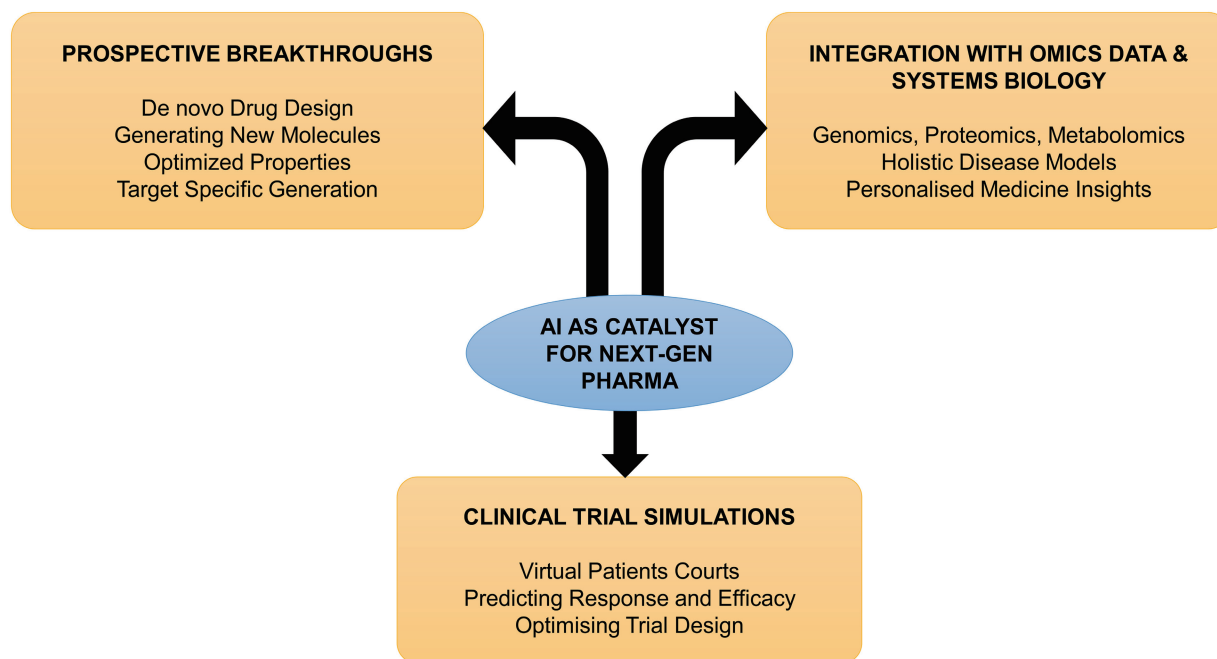 PROSPECTIVE BREAKTHROUGHS
De novo Drug Design
Generating New Molecules
Optimized Properties
Target Specific Generation
INTEGRATION WITH OMICS DATA &
SYSTEMS BIOLOGY
Genomics, Proteomics, Metabolomics
Holistic Disease Models
Personalised Medicine Insights
AI AS CATALYST
FOR NEXT-GEN
PHARMA
CLINICAL TRIAL SIMULATIONS
Virtual Patients Courts
Predicting Response and Efficacy
Optimising Trial Design